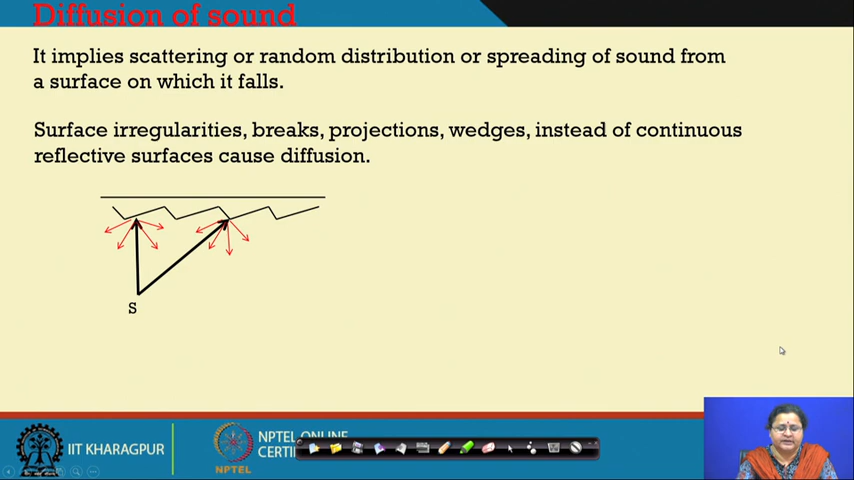 Diffusion of sound
It implies scattering or random distribution or spreading of sound from
a surface on which it falls.
Surface irregularities, breaks, projections, wedges, instead of continuous
reflective surfaces cause diffusion.
S
IIT KHARAGPUR
NPTEL
NPTEL ONLINE